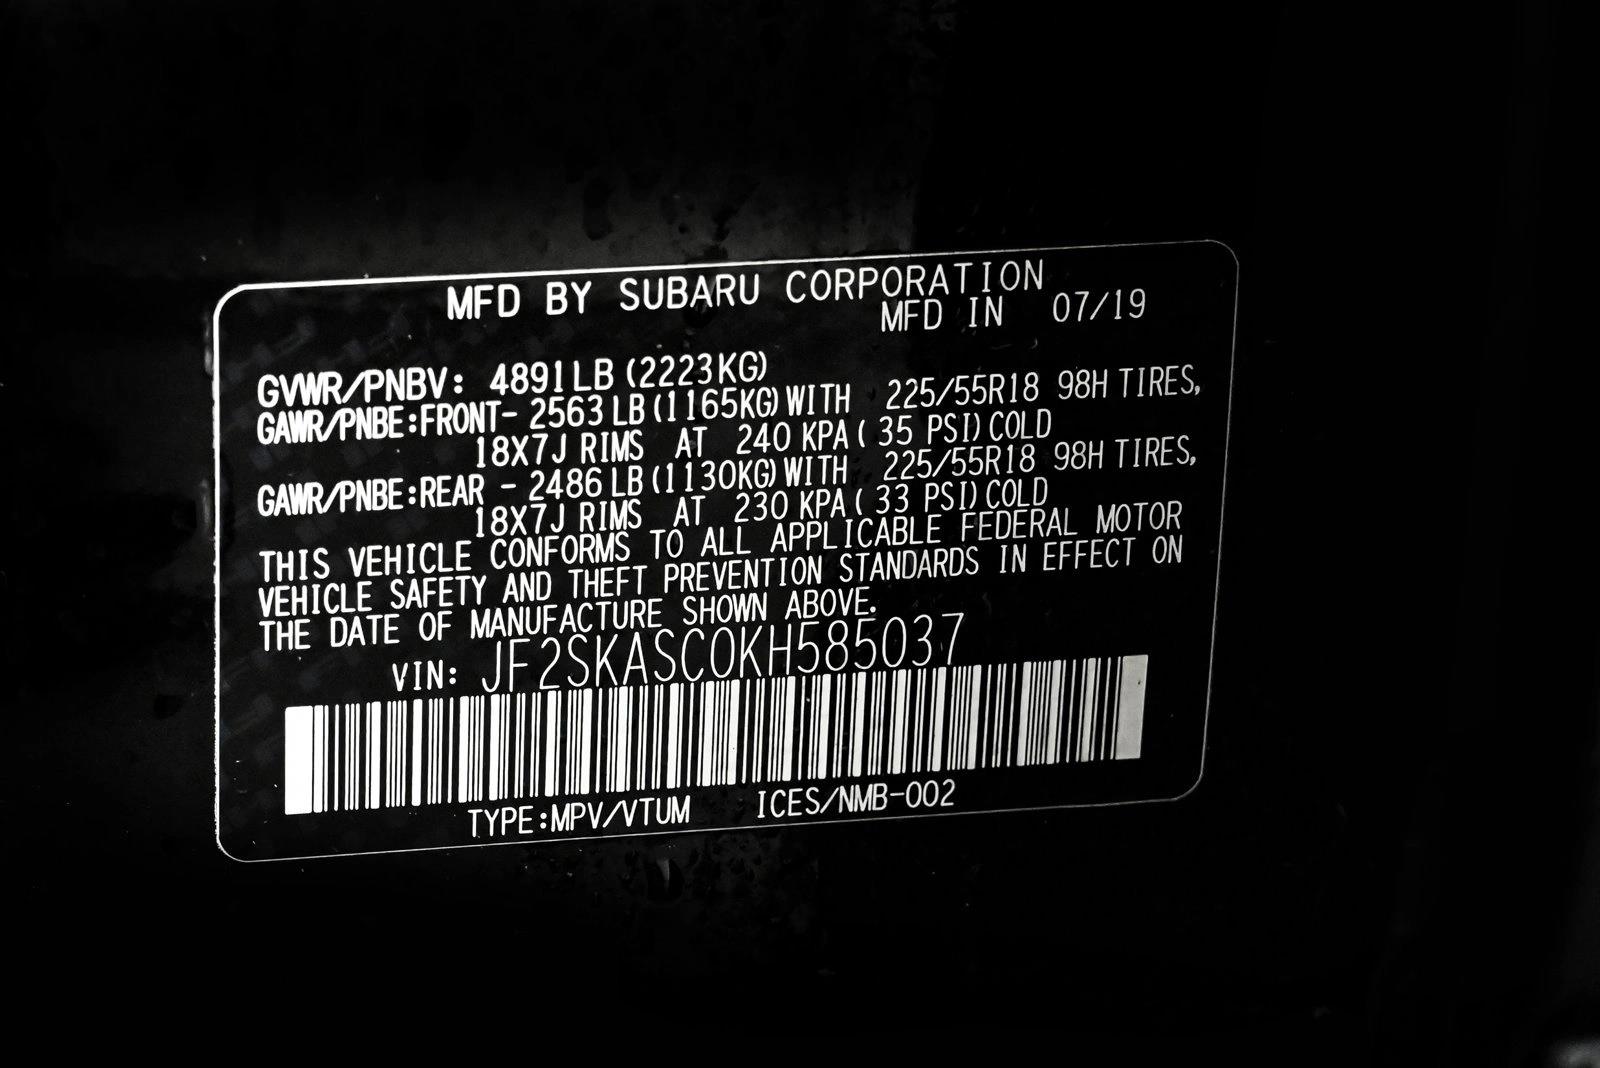 MFD BY SUBARU CORPORATION
MFD IN 07/19
GVWR/PNBV: 4891LB (2223KG)
GAWR/PNBE:FRONT- 2563 LB (1165KG) WITH 225/55R18 98H TIRES,
18X7J RIMS AT 240 KPA ( 35 PSI) COLD
GAWR/PNBE:REAR - 2486 LB (1130KG) WITH 225/55R18 98H TIRES,
18X7J RIMS AT 230 KPA ( 33 PSI) COLD
THIS VEHICLE CONFORMS TO ALL APPLICABLE FEDERAL MOTOR
VEHICLE SAFETY AND THEFT PREVENTION STANDARDS IN EFFECT ON
THE DATE OF MANUFACTURE SHOWN ABOVE.
VIN: JF2SKASC0KH585037
TYPE:MPV/VTUM ICES/NMB-002